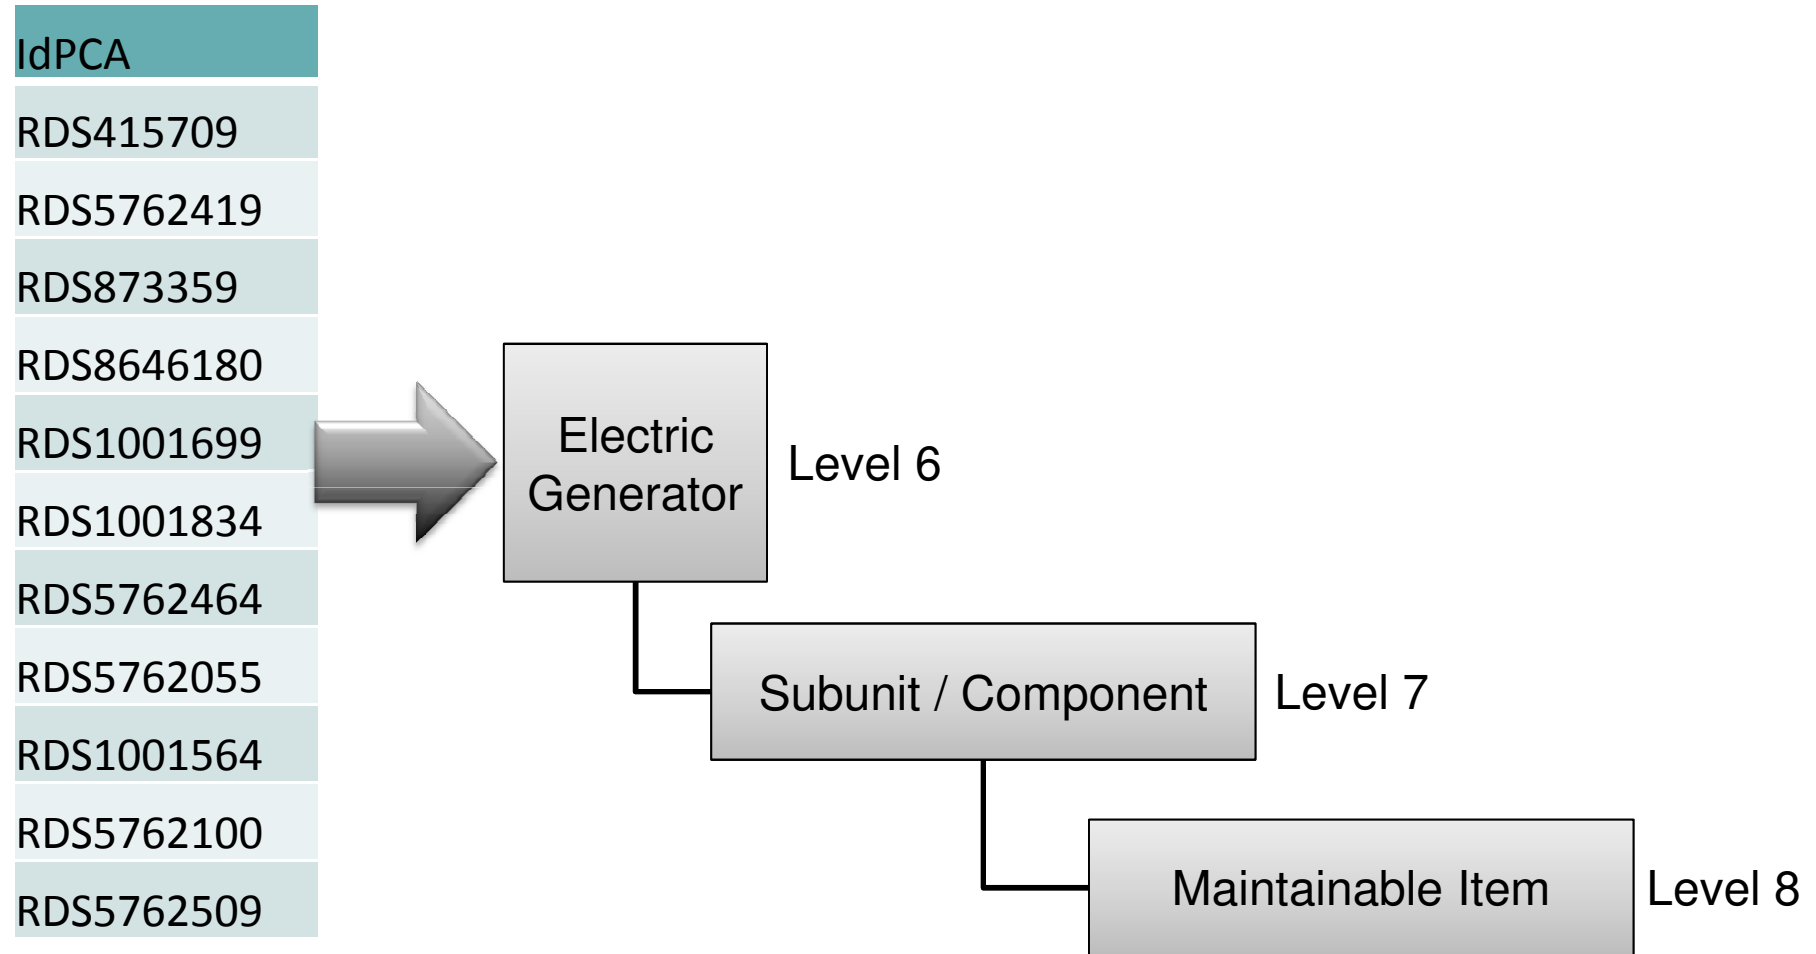 IdPCA
RDS415709
RDS5762419
RDS873359
RDS8646180
RDS1001699
RDS1001834
RDS5762464
RDS5762055
RDS1001564
RDS5762100
RDS5762509
Electric
Generator
Level 6
Subunit / Component
Level 7
Maintainable Item
Level 8